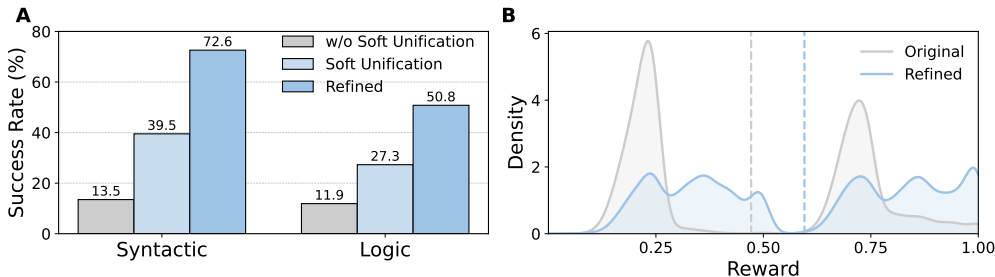 A
Success Rate (%)
80
60
40
20
0
13.5
39.5
72.6
11.9
27.3
50.8
Syntactic
Logic
w/o Soft Unification
Soft Unification
Refined
B
Density
6
4
2
0
0.25
0.50
0.75
1.00
Reward
Original
Refined